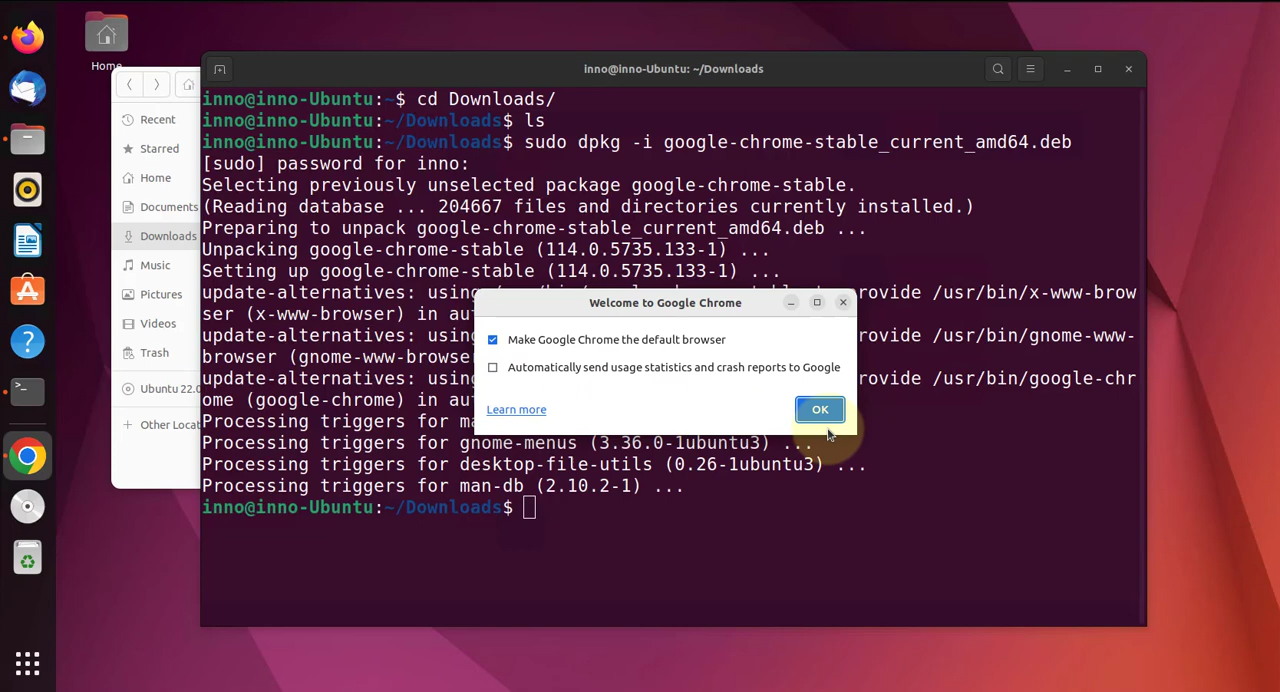 Home
inno@inno-Ubuntu: ~/Downloads
Recent
Starred
Home
Documents
Downloads
Music
Pictures
Videos
Trash
Ubuntu 22.0
Other Locat
inno@inno-Ubuntu:~$ cd Downloads/
inno@inno-Ubuntu:~/Downloads$ ls
inno@inno-Ubuntu:~/Downloads$ sudo dpkg -i google-chrome-stable_current_amd64.deb
[sudo] password for inno:
Selecting previously unselected package google-chrome-stable.
(Reading database ... 204667 files and directories currently installed.)
Preparing to unpack google-chrome-stable_current_amd64.deb ...
Unpacking google-chrome-stable (114.0.5735.133-1) ...
Setting up google-chrome-stable (114.0.5735.133-1) ...
update-alternatives: using rovide /usr/bin/x-www-brow
ser (x-www-browser) in au
update-alternatives: using rovide /usr/bin/gnome-www-
browser (gnome-www-browse
update-alternatives: using rovide /usr/bin/google-chr
ome (google-chrome) in au
Processing triggers for ma
Processing triggers for gnome-menus (3.36.0-1ubuntu3) ...
Processing triggers for desktop-file-utils (0.26-1ubuntu3) ...
Processing triggers for man-db (2.10.2-1) ...
inno@inno-Ubuntu:~/Downloads$
Welcome to Google Chrome
Make Google Chrome the default browser
Automatically send usage statistics and crash reports to Google
Learn more
OK